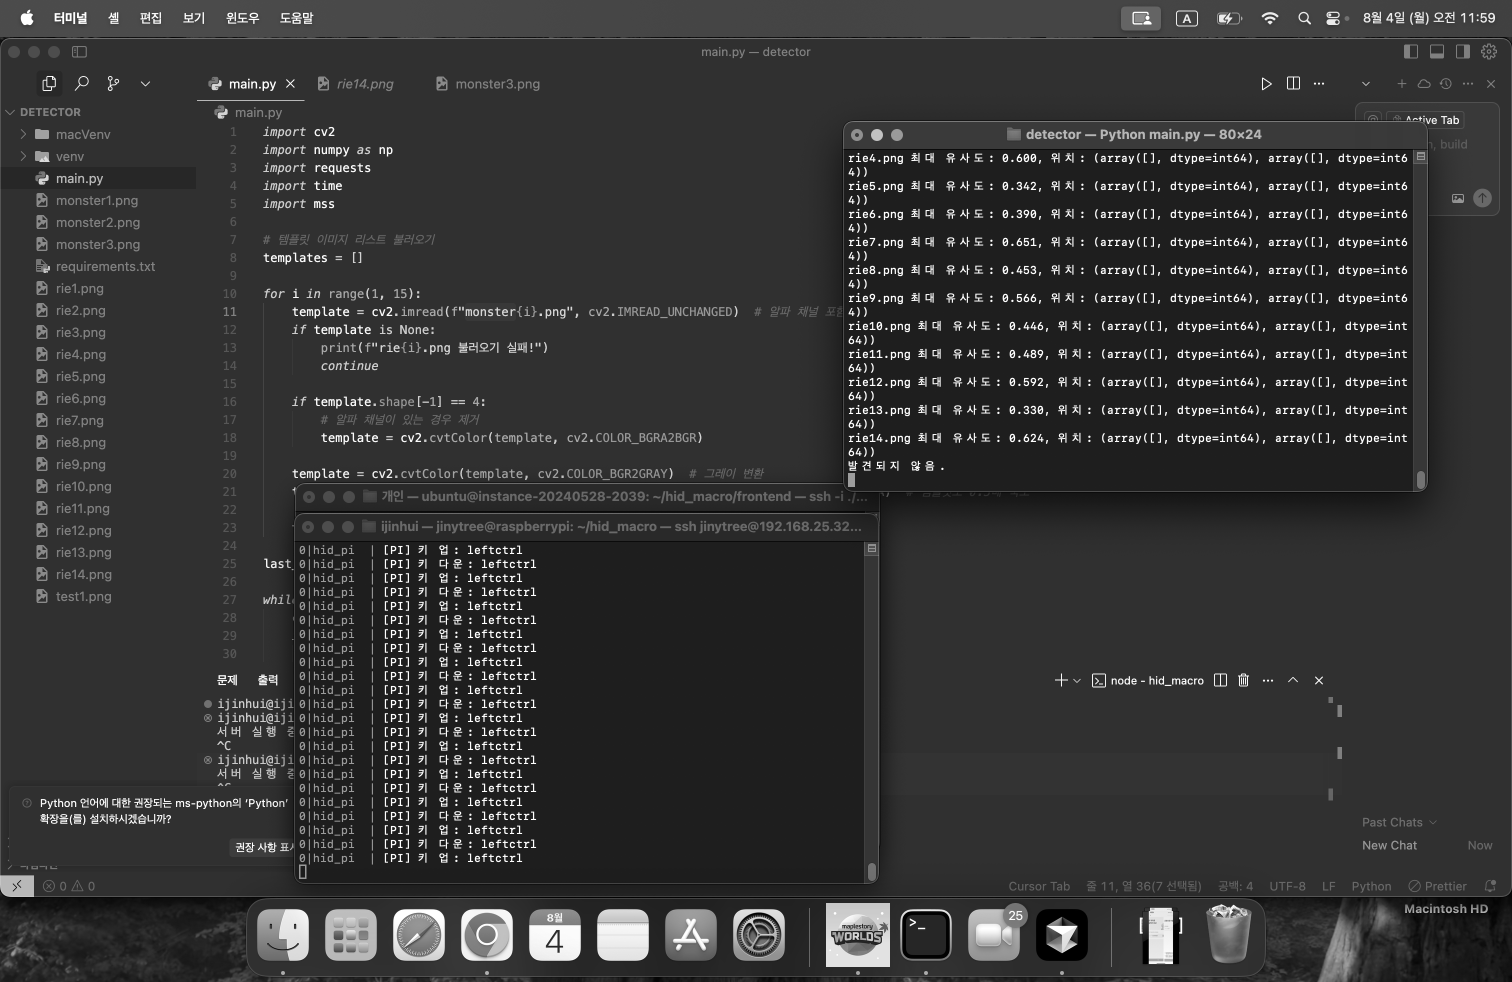 터미널 셸 편집 보기 윈도우 도움말
A 8월 4일 (월) 오전 11:59
main.py — detector
main.py rie14.png monster3.png
DETECTOR
macVenv
venv
main.py
monster1.png
monster2.png
monster3.png
requirements.txt
rie1.png
rie2.png
rie3.png
rie4.png
rie5.png
rie6.png
rie7.png
rie8.png
rie9.png
rie10.png
rie11.png
rie12.png
rie13.png
rie14.png
test1.png
main.py
1 import cv2
2 import numpy as np
3 import requests
4 import time
5 import mss
6
7 # 템플릿 이미지 리스트 불러오기
8 templates = []
9
10 for i in range(1, 15):
11 template = cv2.imread(f"monster{i}.png", cv2.IMREAD_UNCHANGED) # 알파 채널 포함
12 if template is None:
13 print(f"rie{i}.png 불러오기 실패!")
14 continue
15
16 if template.shape[-1] == 4:
17 # 알파 채널이 있는 경우 제거
18 template = cv2.cvtColor(template, cv2.COLOR_BGRA2BGR)
19
20 template = cv2.cvtColor(template, cv2.COLOR_BGR2GRAY) # 그레이 변환
21
22
23
24
25 last_
26
27 while
28
29
30
Active Tab
, build
detector — Python main.py — 80×24
rie4.png 최대 유사도: 0.600, 위치: (array([], dtype=int64), array([], dtype=int6
4))
rie5.png 최대 유사도: 0.342, 위치: (array([], dtype=int64), array([], dtype=int6
4))
rie6.png 최대 유사도: 0.390, 위치: (array([], dtype=int64), array([], dtype=int6
4))
rie7.png 최대 유사도: 0.651, 위치: (array([], dtype=int64), array([], dtype=int6
4))
rie8.png 최대 유사도: 0.453, 위치: (array([], dtype=int64), array([], dtype=int6
4))
rie9.png 최대 유사도: 0.566, 위치: (array([], dtype=int64), array([], dtype=int6
4))
rie10.png 최대 유사도: 0.446, 위치: (array([], dtype=int64), array([], dtype=int
64))
rie11.png 최대 유사도: 0.489, 위치: (array([], dtype=int64), array([], dtype=int
64))
rie12.png 최대 유사도: 0.592, 위치: (array([], dtype=int64), array([], dtype=int
64))
rie13.png 최대 유사도: 0.330, 위치: (array([], dtype=int64), array([], dtype=int
64))
rie14.png 최대 유사도: 0.624, 위치: (array([], dtype=int64), array([], dtype=int
64))
발견되지 않음.
개인 — ubuntu@instance-20240528-2039: ~/hid_macro/frontend — ssh -i ./...
ijinhui — jinytree@raspberrypi: ~/hid_macro — ssh jinytree@192.168.25.32...
0|hid_pi | [PI] 키 업: leftctrl
0|hid_pi | [PI] 키 다운: leftctrl
0|hid_pi | [PI] 키 업: leftctrl
0|hid_pi | [PI] 키 다운: leftctrl
0|hid_pi | [PI] 키 업: leftctrl
0|hid_pi | [PI] 키 다운: leftctrl
0|hid_pi | [PI] 키 업: leftctrl
0|hid_pi | [PI] 키 다운: leftctrl
0|hid_pi | [PI] 키 업: leftctrl
0|hid_pi | [PI] 키 다운: leftctrl
0|hid_pi | [PI] 키 업: leftctrl
0|hid_pi | [PI] 키 다운: leftctrl
0|hid_pi | [PI] 키 업: leftctrl
0|hid_pi | [PI] 키 다운: leftctrl
0|hid_pi | [PI] 키 업: leftctrl
0|hid_pi | [PI] 키 다운: leftctrl
0|hid_pi | [PI] 키 업: leftctrl
0|hid_pi | [PI] 키 다운: leftctrl
0|hid_pi | [PI] 키 업: leftctrl
0|hid_pi | [PI] 키 다운: leftctrl
0|hid_pi | [PI] 키 업: leftctrl
0|hid_pi | [PI] 키 다운: leftctrl
0|hid_pi | [PI] 키 업: leftctrl
문제 출력
node - hid_macro
ijinhui@iji
ijinhui@iji
서버 실행 중
^C
ijinhui@iji
서버 실행 중
Python 언어에 대한 권장되는 ms-python의 'Python'
확장을(를) 설치하시겠습니까?
권장 사항 표시
Past Chats
New Chat Now
0 0
Cursor Tab 줄 11, 열 36(7 선택됨) 공백: 4 UTF-8 LF Python Prettier
Macintosh HD
8월
4
maplestory
WORLDS
>_
25